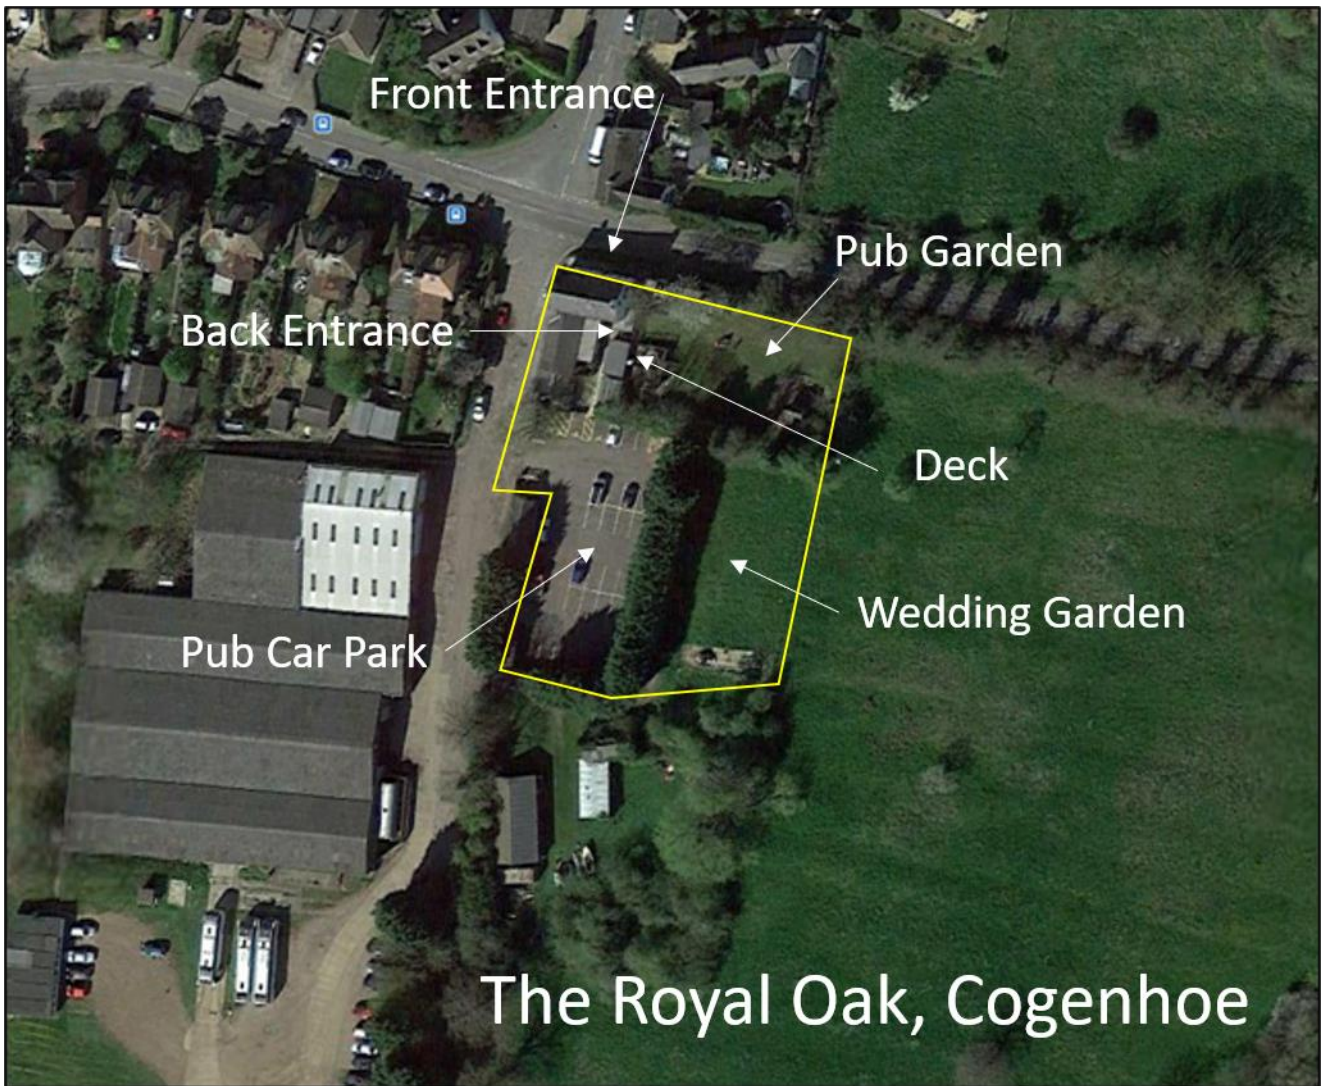 Front Entrance
Pub Garden
Back Entrance
Deck
Wedding Garden
Pub Car Park
The Royal Oak, Cogenhoe